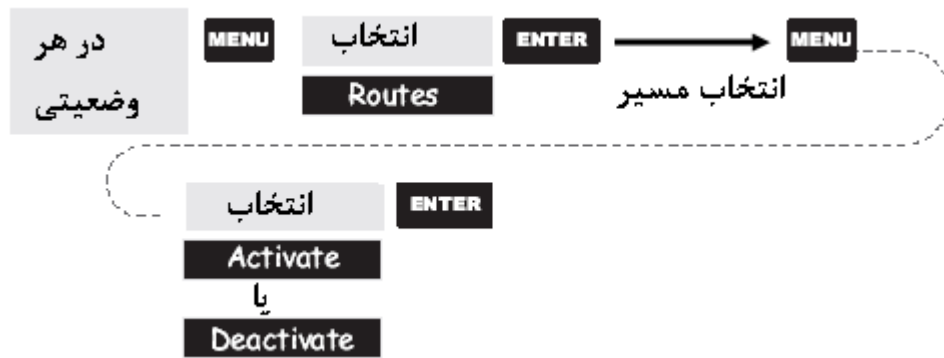 در هر
وضعیتی
MENU
انتخاب
Routes
ENTER
انتخاب مسیر
MENU
انتخاب
ENTER
Activate
یا
Deactivate